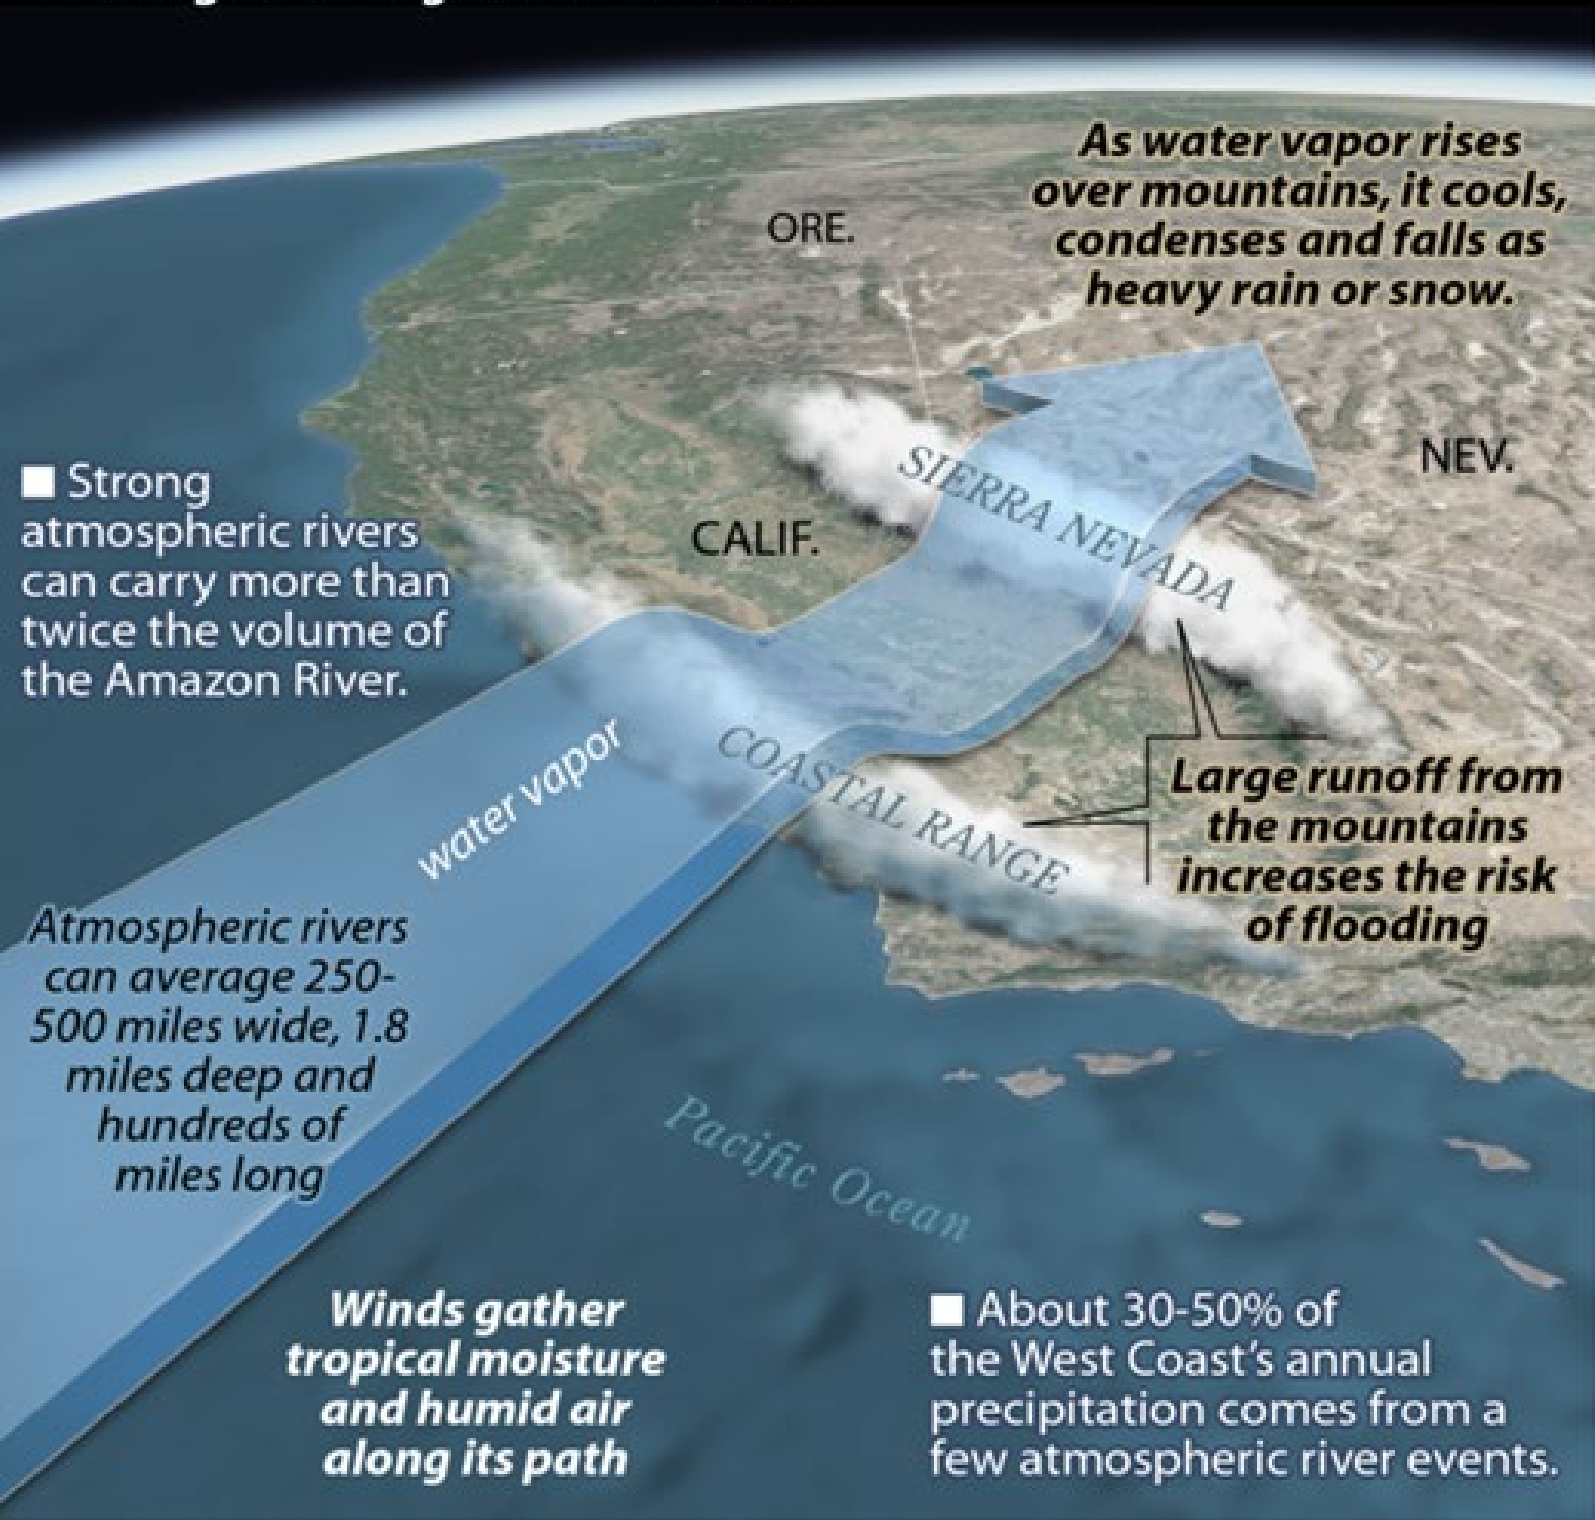 As water vapor rises
over mountains, it cools,
condenses and falls as
heavy rain or snow.
ORE.
NEV.
■ Strong
atmospheric rivers
can carry more than
twice the volume of
the Amazon River.
SIERRA NEVADA
CALIF.
water vapor
COASTAL RANGE
Large runoff from
the mountains
increases the risk
of flooding
Atmospheric rivers
can average 250-
500 miles wide, 1.8
miles deep and
hundreds of
miles long
Pacific Ocean
Winds gather
tropical moisture
and humid air
along its path
■ About 30-50% of
the West Coast's annual
precipitation comes from a
few atmospheric river events.